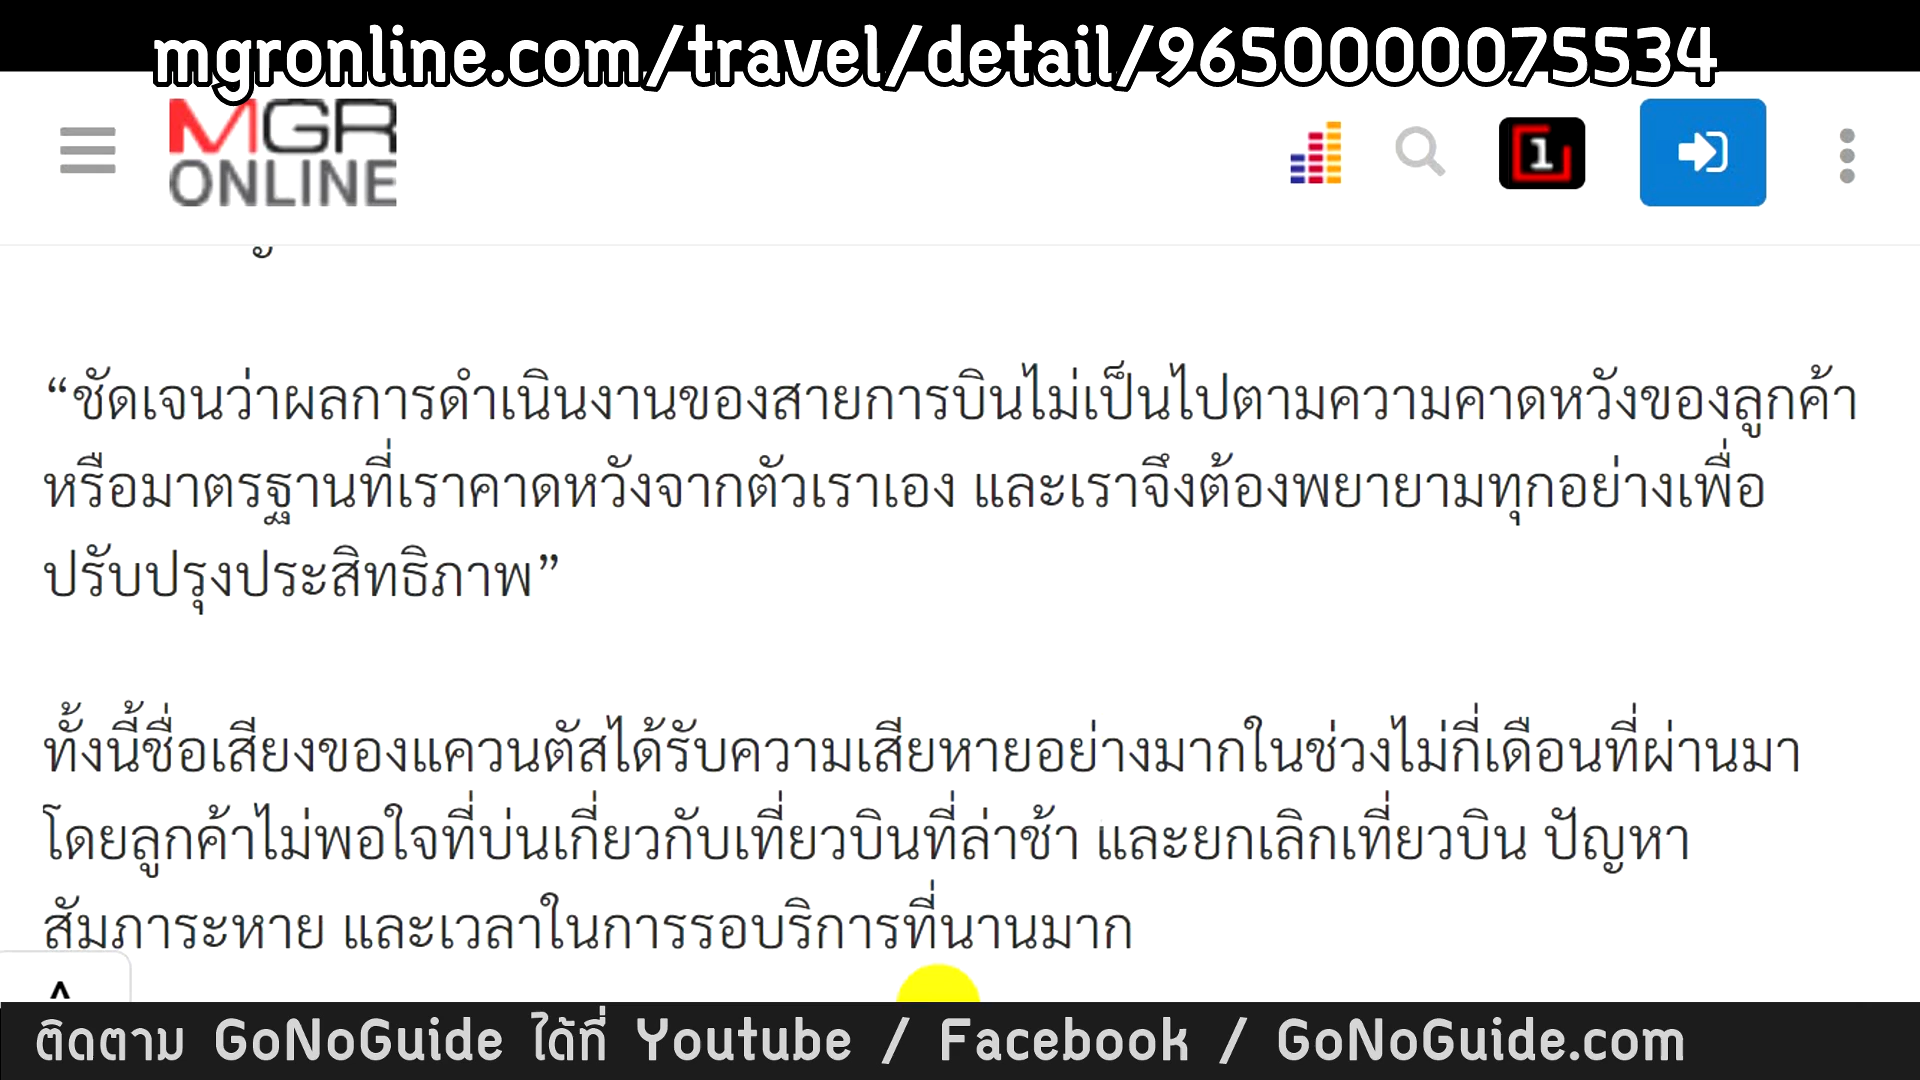 mgronline.com/travel/detail/9650000075534
MGR
ONLINE
1
“ชัดเจนว่าผลการดำเนินงานของสายการบินไม่เป็นไปตามความคาดหวังของลูกค้า
หรือมาตรฐานที่เราคาดหวังจากตัวเราเอง และเราจึงต้องพยายามทุกอย่างเพื่อ
ปรับปรุงประสิทธิภาพ”
ทั้งนี้ชื่อเสียงของแควนตัสได้รับความเสียหายอย่างมากในช่วงไม่กี่เดือนที่ผ่านมา
โดยลูกค้าไม่พอใจที่บ่นเกี่ยวกับเที่ยวบินที่ล่าช้า และยกเลิกเที่ยวบิน ปัญหา
สัมภาระหาย และเวลาในการรอบริการที่นานมาก
ติดตาม GoNoGuide ได้ที่ Youtube / Facebook / GoNoGuide.com